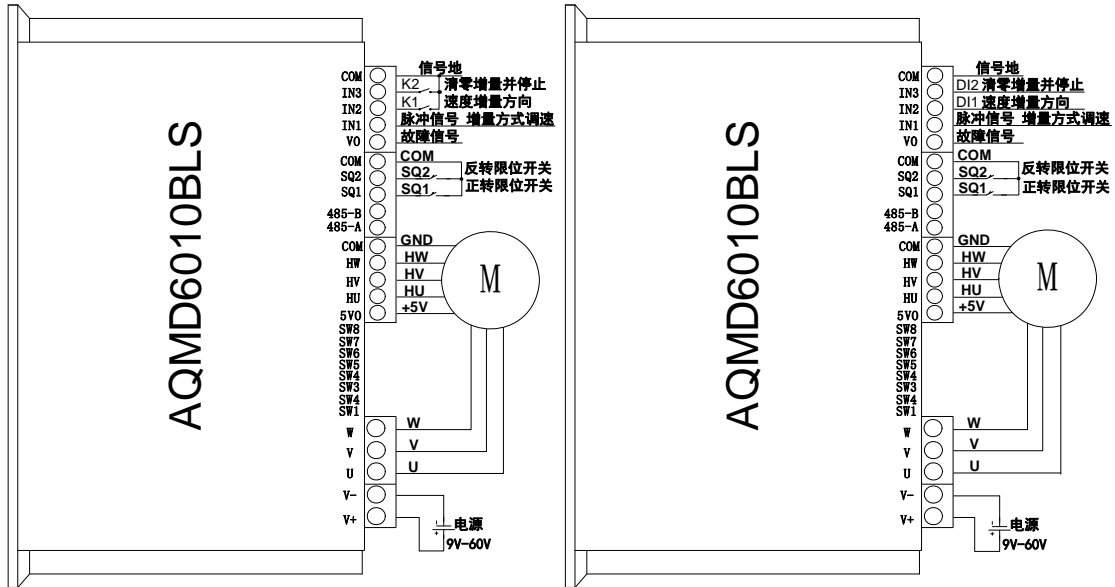 AQMD6010BLS
COM 信号地
IN3 K2 清零增量并停止
IN2 K1 速度增量方向
IN1 脉冲信号 增量方式调速
VO 故障信号
COM COM
SQ2 SQ2 反转限位开关
SQ1 SQ1 正转限位开关
485-B
485-A
COM GND
HW HW
HV HV
HU HU
5VO +5V
M
SW8
SW7
SW6
SW5
SW4
SW3
SW4
SW1
W W
V V
U U
V-
V+
电源
9V-60V
AQMD6010BLS
COM 信号地
IN3 DI2 清零增量并停止
IN2 DI1 速度增量方向
IN1 脉冲信号 增量方式调速
VO 故障信号
COM COM
SQ2 SQ2 反转限位开关
SQ1 SQ1 正转限位开关
485-B
485-A
COM GND
HW HW
HV HV
HU HU
5VO +5V
M
SW8
SW7
SW6
SW5
SW4
SW3
SW4
SW1
W W
V V
U U
V-
V+
电源
9V-60V